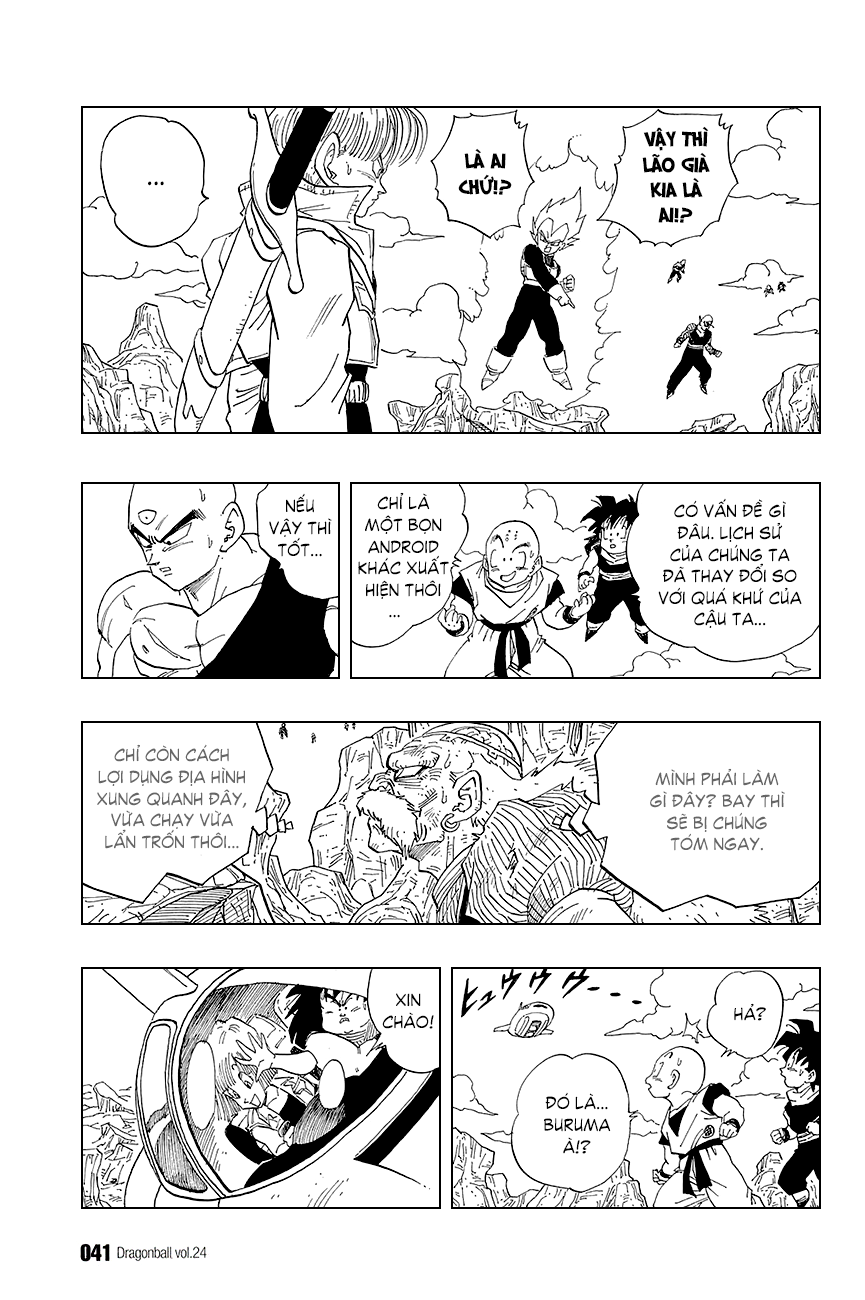 VẬY THÌ
LÃO GIÀ
KIA LÀ
AI!?
LÀ AI
CHỨ!?
...
CÓ VẤN ĐỀ GÌ
ĐÂU. LỊCH SỬ
CỦA CHÚNG TA
ĐÃ THAY ĐỔI SO
VỚI QUÁ KHỨ CỦA
CẬU TA...
CHỈ LÀ
MỘT BỌN
ANDROID
KHÁC XUẤT
HIỆN THÔI
...
NẾU
VẬY THÌ
TỐT...
MÌNH PHẢI LÀM
GÌ ĐÂY? BAY THÌ
SẼ BỊ CHÚNG
TÓM NGAY.
CHỈ CÒN CÁCH
LỢI DỤNG ĐỊA HÌNH
XUNG QUANH ĐÂY,
VỪA CHẠY VỪA
LẨN TRỐN THÔI...
HẢ?
ヒュウウウ...
ĐÓ LÀ...
BURUMA
À!?
XIN
CHÀO!
041 Dragonball vol.24